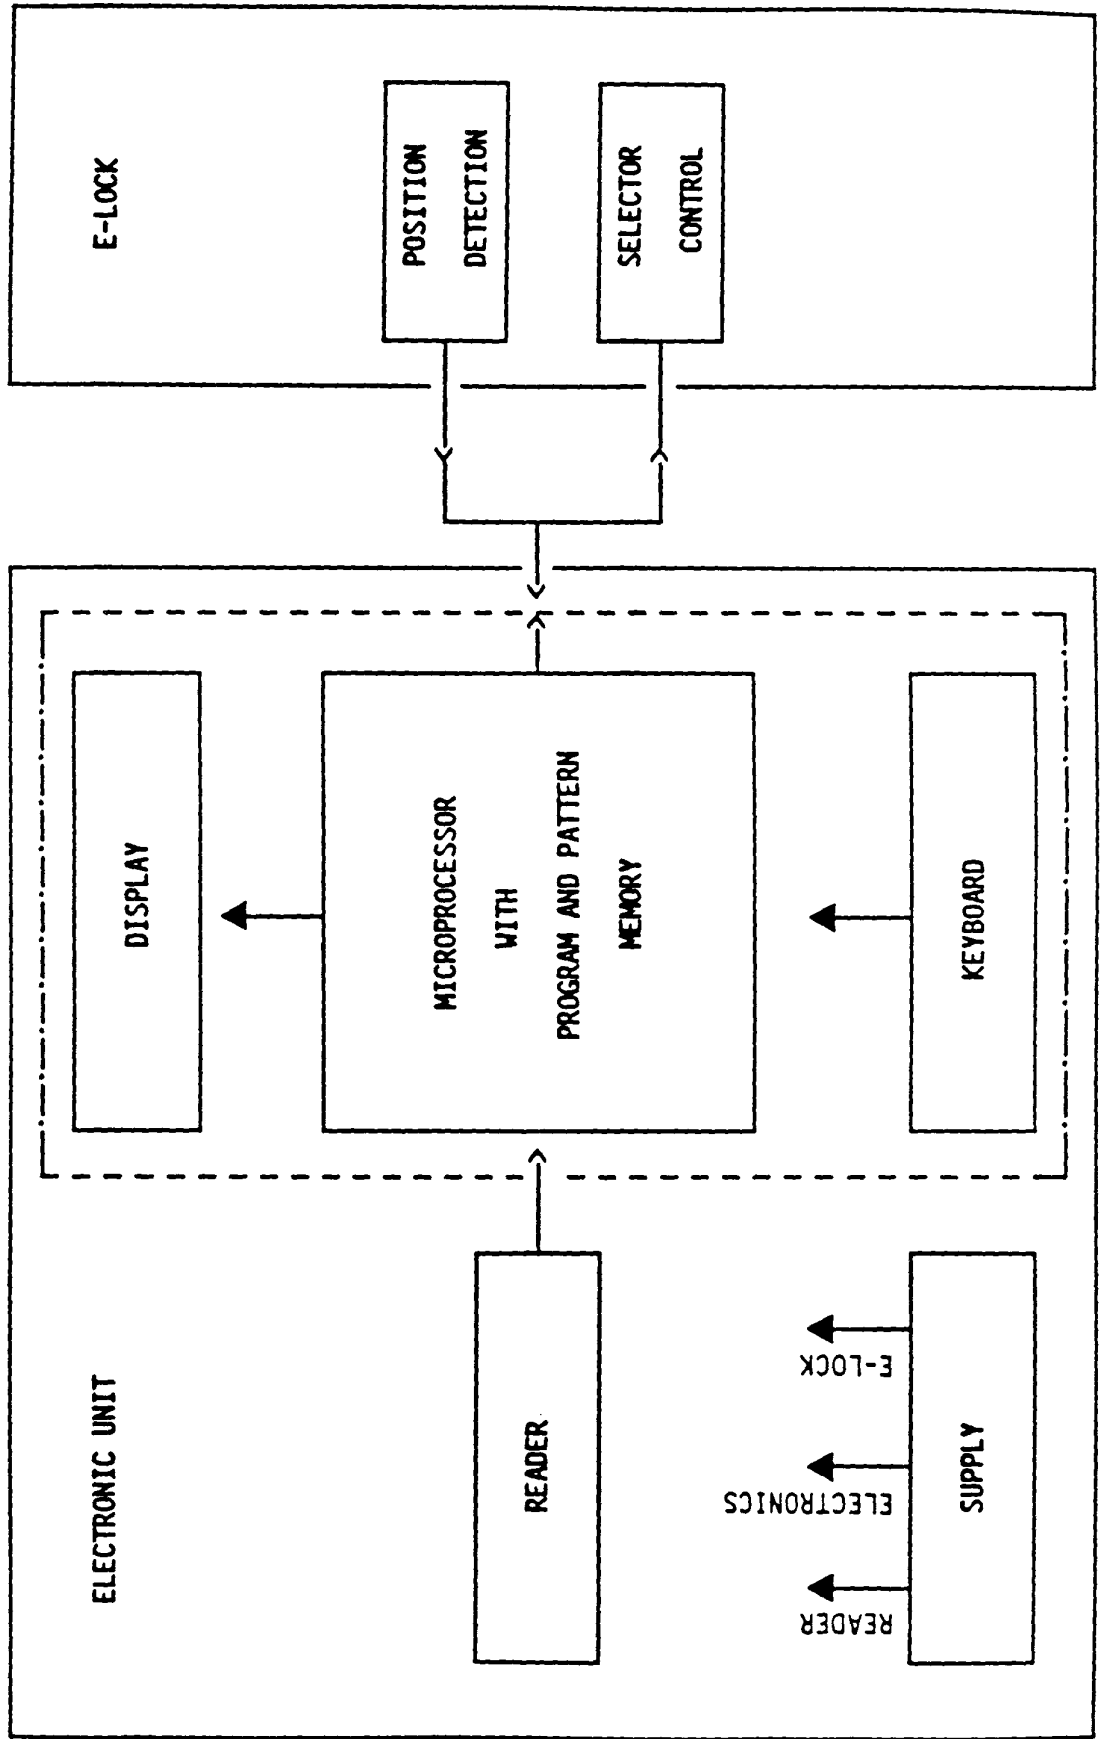 ELECTRONIC UNIT
READER
READER
ELECTRONICS
E-LOCK
SUPPLY
DISPLAY
MICROPROCESSOR
WITH
PROGRAM AND PATTERN
MEMORY
KEYBOARD
E-LOCK
POSITION
DETECTION
SELECTOR
CONTROL